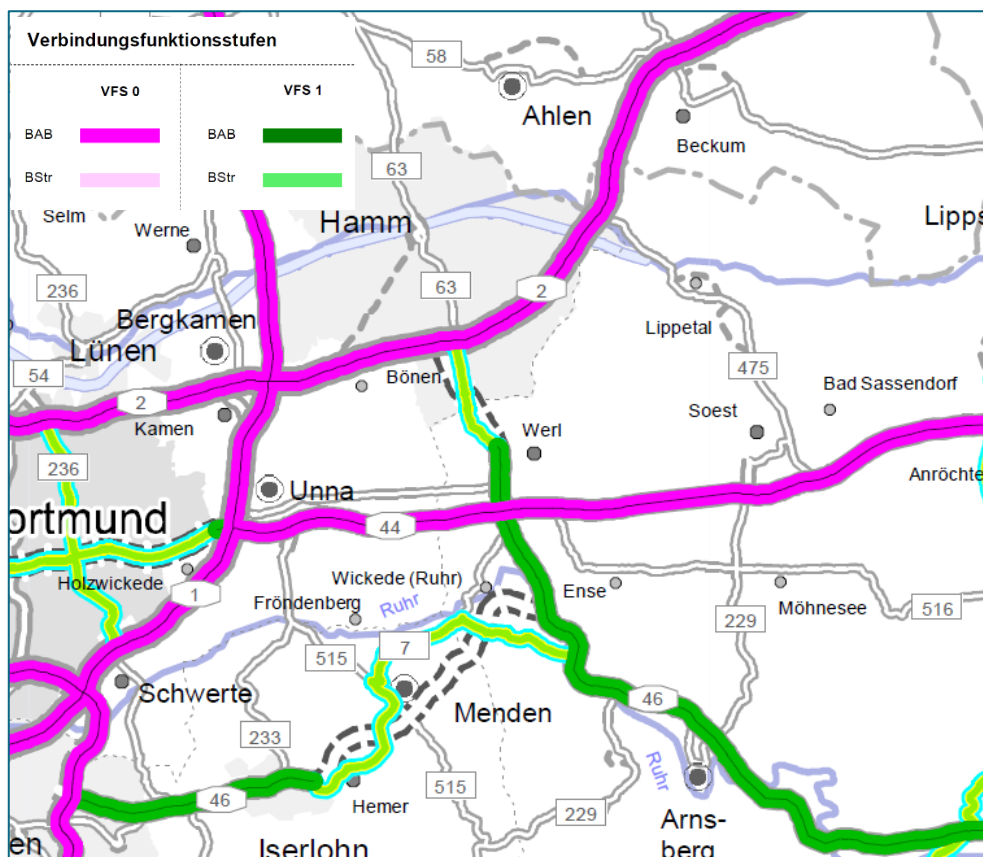 Verbindungsfunktionsstufen
VFS 0
VFS 1
BAB
BAB
BStr
BStr
58
Ahlen
Beckum
63
Selm
Hamm
Lipps
Werne
236
63
2
Bergkamen
Lippetal
Lünen
54
475
Bönen
Bad Sassendorf
2
Soest
Kamen
Werl
236
Anröchte
Unna
ortmund
44
Holzwickede
1
Wickede (Ruhr)
Ense
Möhnesee
Fröndenberg
Ruhr
516
229
7
515
Schwerte
46
Menden
233
Ruhr
515
46
Hemer
229
Arns-
berg
en
Iserlohn